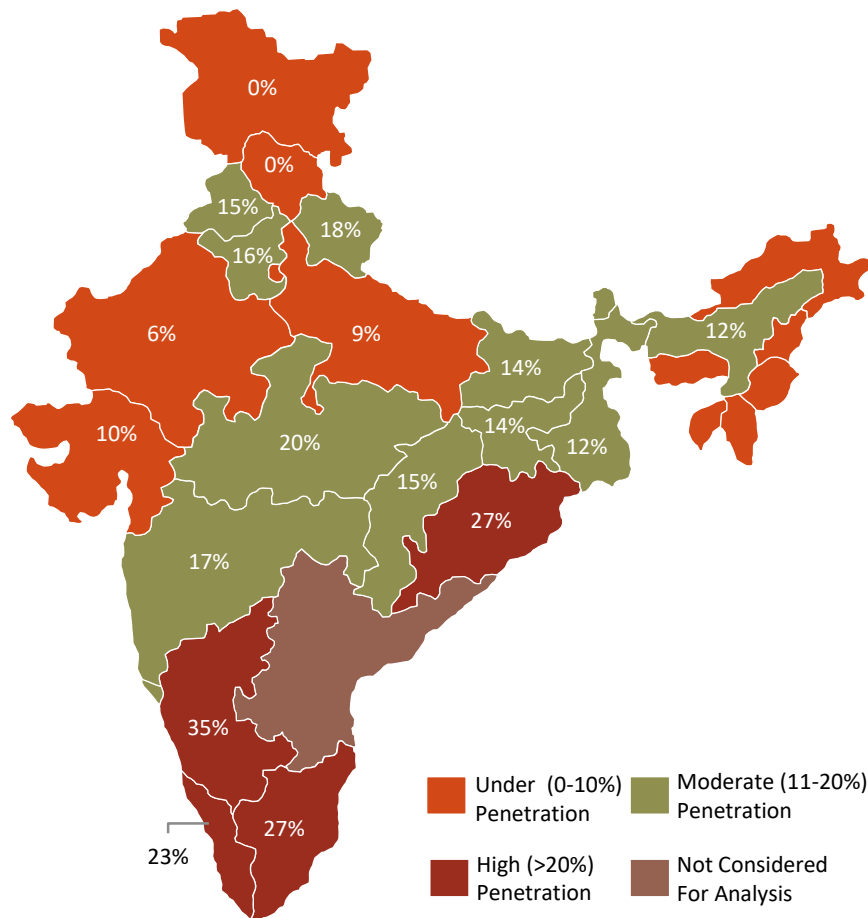 0%
0%
15%
18%
16%
6%
9%
12%
14%
10%
14%
20%
12%
15%
27%
17%
35%
27%
23%
Under (0-10%)
Penetration
Moderate (11-20%)
Penetration
High (>20%)
Penetration
Not Considered
For Analysis